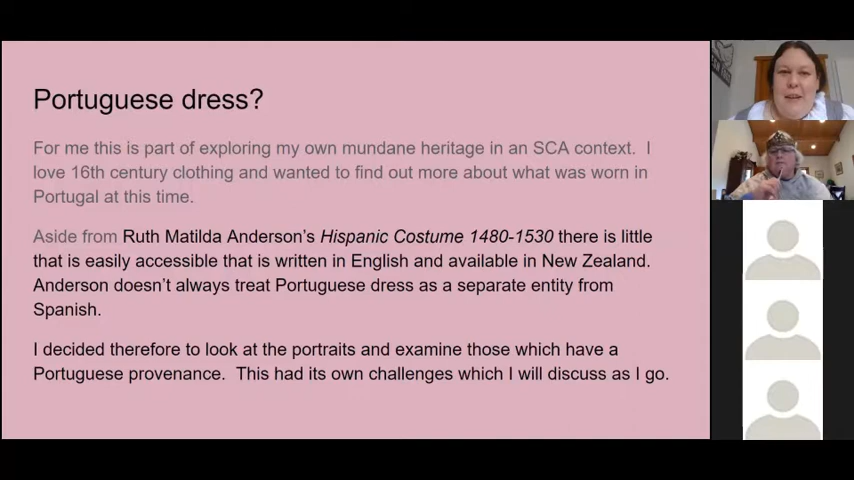 Portuguese dress?
For me this is part of exploring my own mundane heritage in an SCA context.  I
love 16th century clothing and wanted to find out more about what was worn in
Portugal at this time.
Aside from Ruth Matilda Anderson’s Hispanic Costume 1480-1530 there is little
that is easily accessible that is written in English and available in New Zealand.
Anderson doesn’t always treat Portuguese dress as a separate entity from
Spanish.
I decided therefore to look at the portraits and examine those which have a
Portuguese provenance.  This had its own challenges which I will discuss as I go.